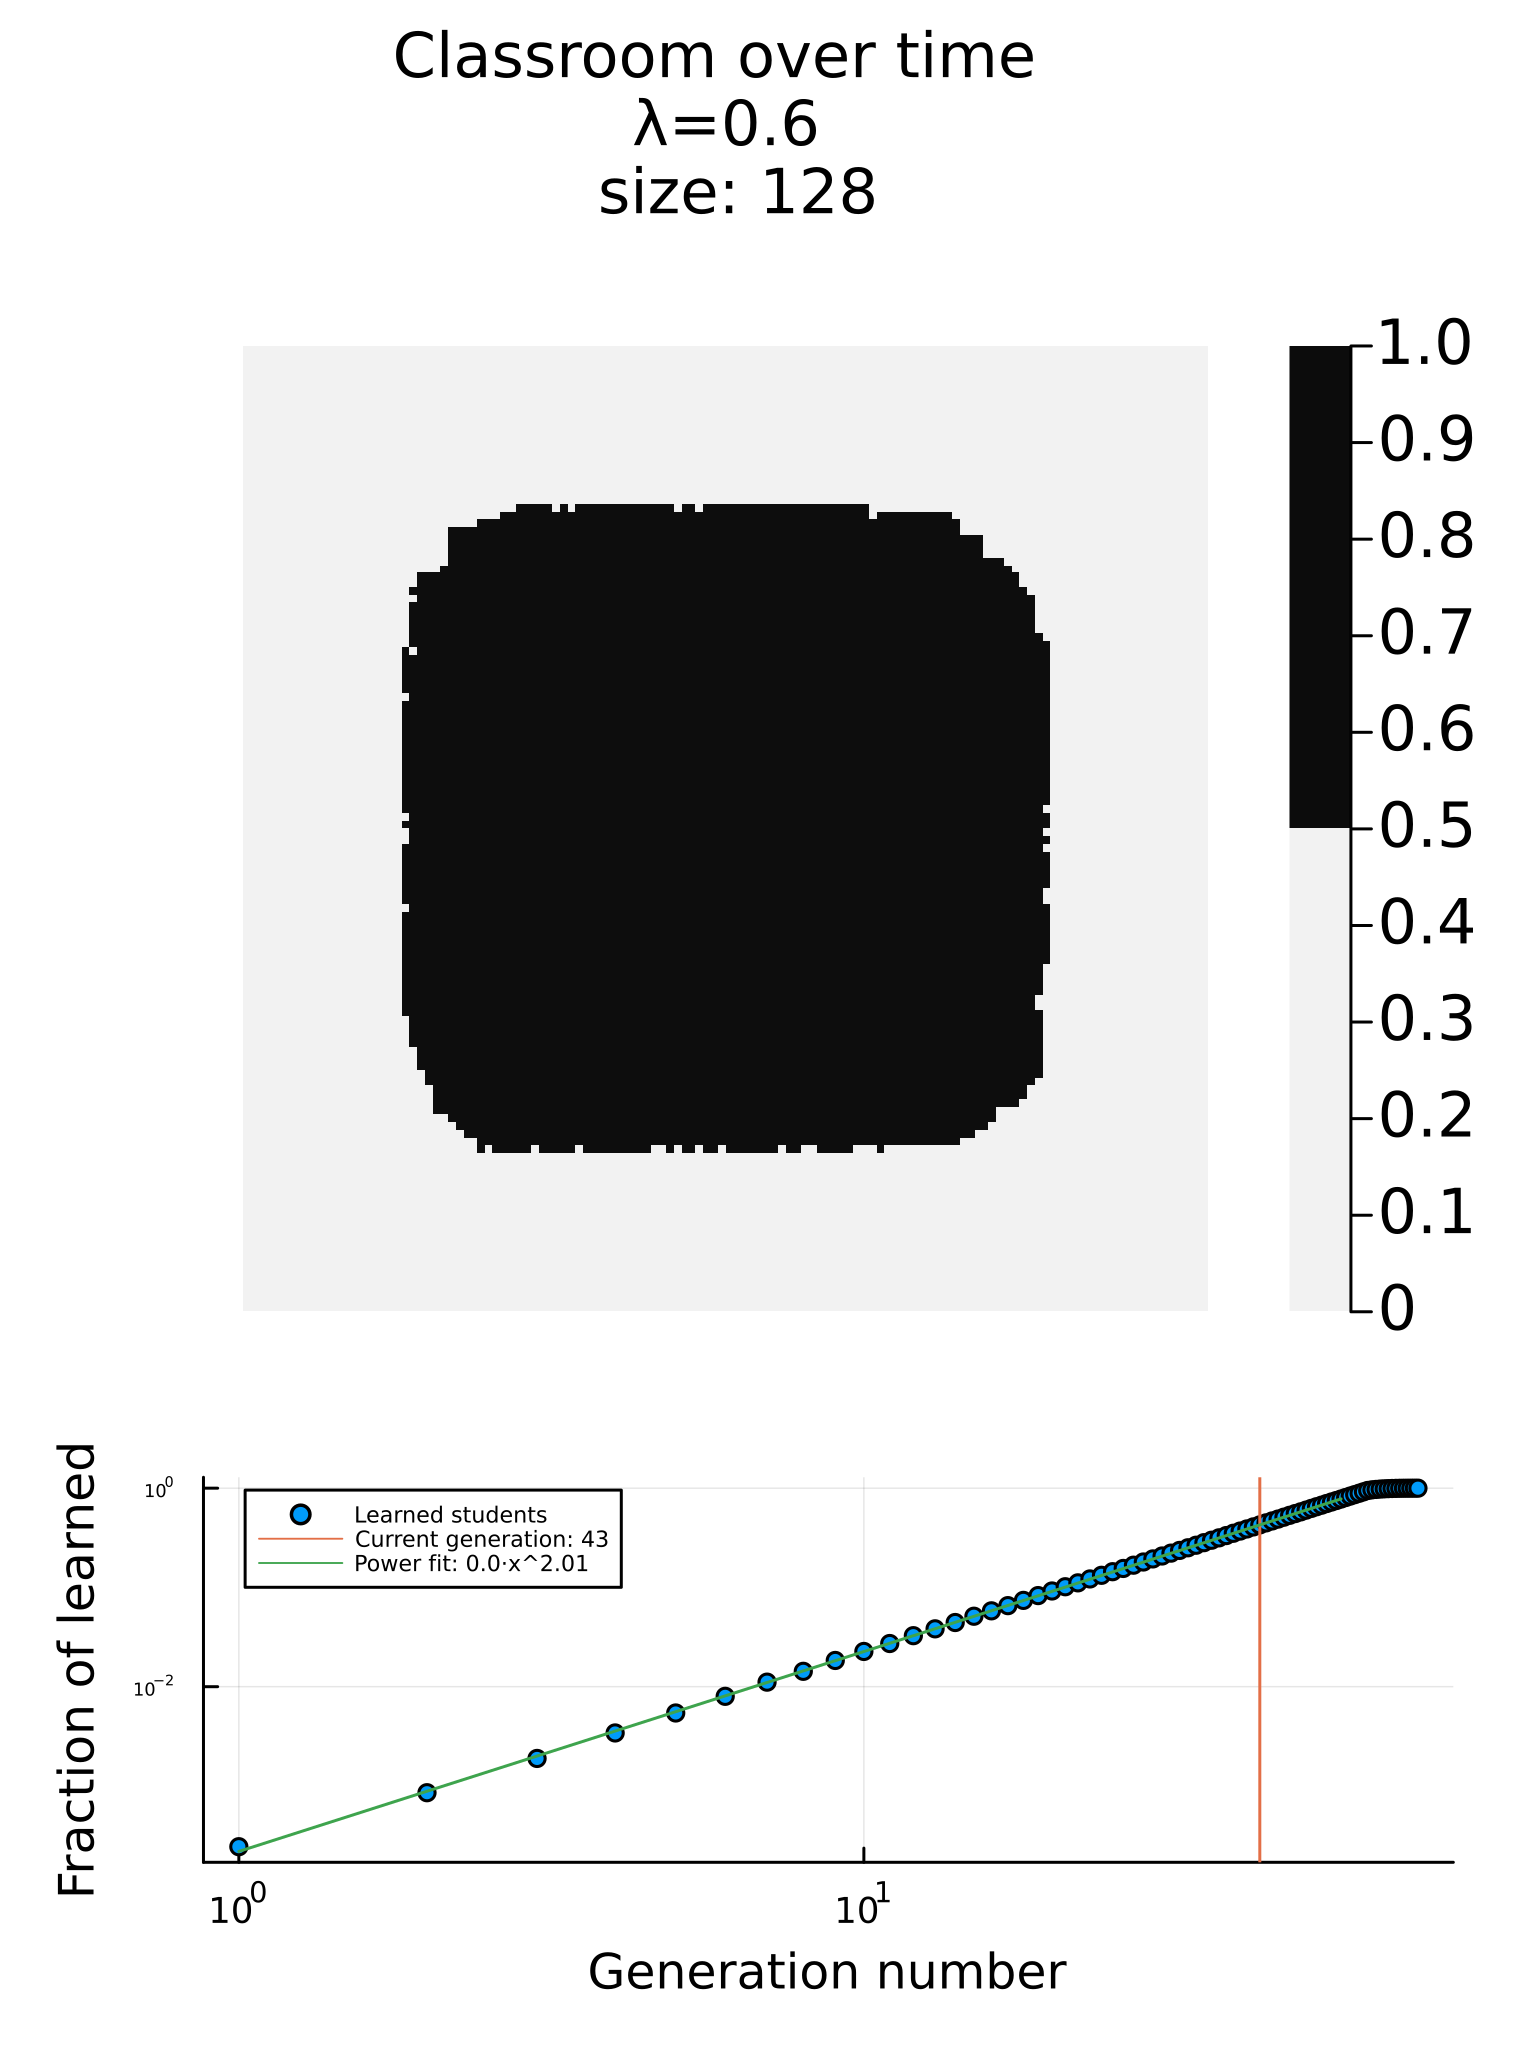 Classroom over time
λ=0.6
size: 128
1.0
0.9
0.8
0.7
0.6
0.5
0.4
0.3
0.2
0.1
0
Fraction of learned
10^0
10^-2
Learned students
Current generation: 43
Power fit: 0.0·x^2.01
10^0
10^1
Generation number